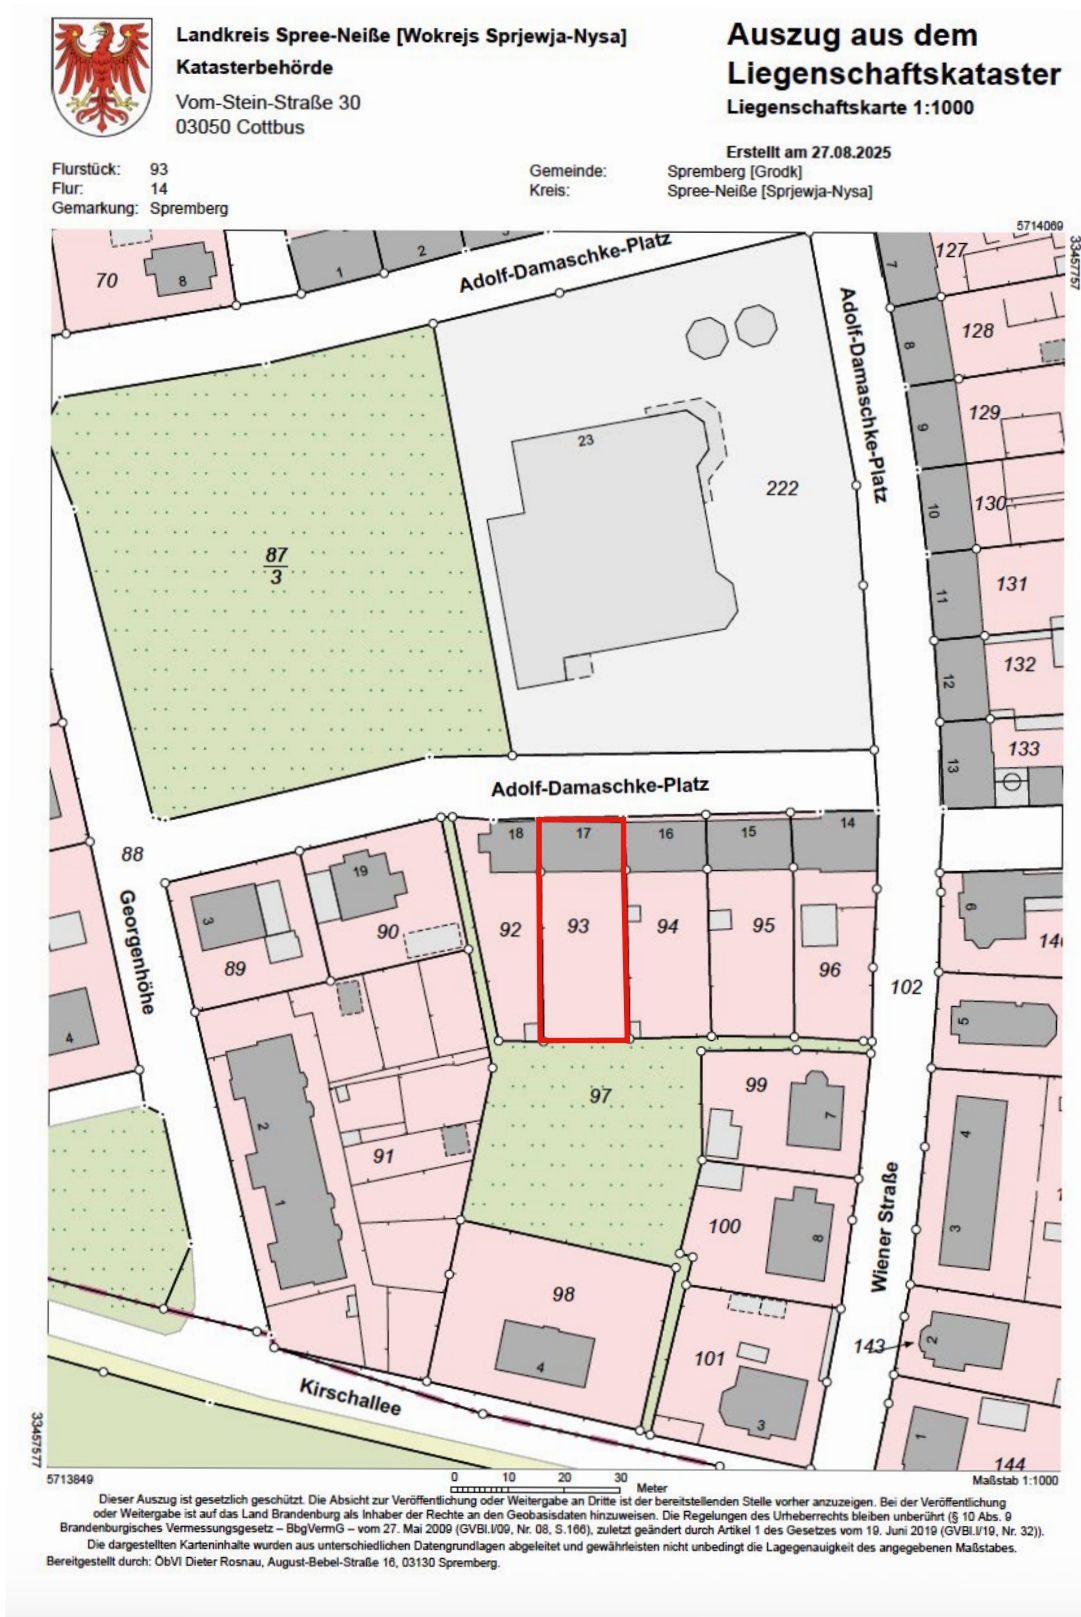 Landkreis Spree-Neiße [Wokrejs Sprjewja-Nysa]
Katasterbehörde
Vom-Stein-Straße 30
03050 Cottbus
Auszug aus dem
Liegenschaftskataster
Liegenschaftskarte 1:1000
Erstellt am 27.08.2025
Flurstück: 93
Flur: 14
Gemarkung: Spremberg
Gemeinde: Spremberg [Grodk]
Kreis: Spree-Neiße [Sprjewja-Nysa]
5714069
33457757
70
8
1
2
Adolf-Damaschke-Platz
7
127
Adolf-Damaschke-Platz
8
128
9
129
23
222
10
130
87
3
11
131
12
132
13
133
Adolf-Damaschke-Platz
18
17
16
15
14
88
Georgenhöhe
3
19
89
90
92
93
94
95
96
102
6
4
5
97
99
7
2
91
1
4
3
Wiener Straße
100
8
98
4
101
3
143
2
1
144
Kirschallee
33457577
5713849
0 10 20 30
Meter
Maßstab 1:1000
Dieser Auszug ist gesetzlich geschützt. Die Absicht zur Veröffentlichung oder Weitergabe an Dritte ist der bereitstellenden Stelle vorher anzuzeigen. Bei der Veröffentlichung
oder Weitergabe ist auf das Land Brandenburg als Inhaber der Rechte an den Geobasisdaten hinzuweisen. Die Regelungen des Urheberrechts bleiben unberührt (§ 10 Abs. 9
Brandenburgisches Vermessungsgesetz – BbgVermG – vom 27. Mai 2009 (GVBl.I/09, Nr. 08, S.166), zuletzt geändert durch Artikel 1 des Gesetzes vom 19. Juni 2019 (GVBl.I/19, Nr. 32)).
Die dargestellten Karteninhalte wurden aus unterschiedlichen Datengrundlagen abgeleitet und gewährleisten nicht unbedingt die Lagegenauigkeit des angegebenen Maßstabes.
Bereitgestellt durch: ÖbVI Dieter Rosnau, August-Bebel-Straße 16, 03130 Spremberg.